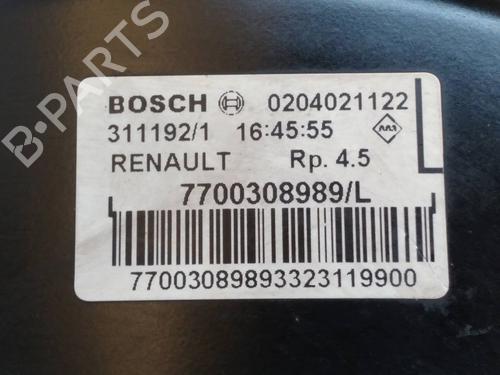 B-PARTS
BOSCH 0204021122
311192/1 16:45:55
RENAULT Rp. 4.5
7700308989/L
L
77003089893323119900